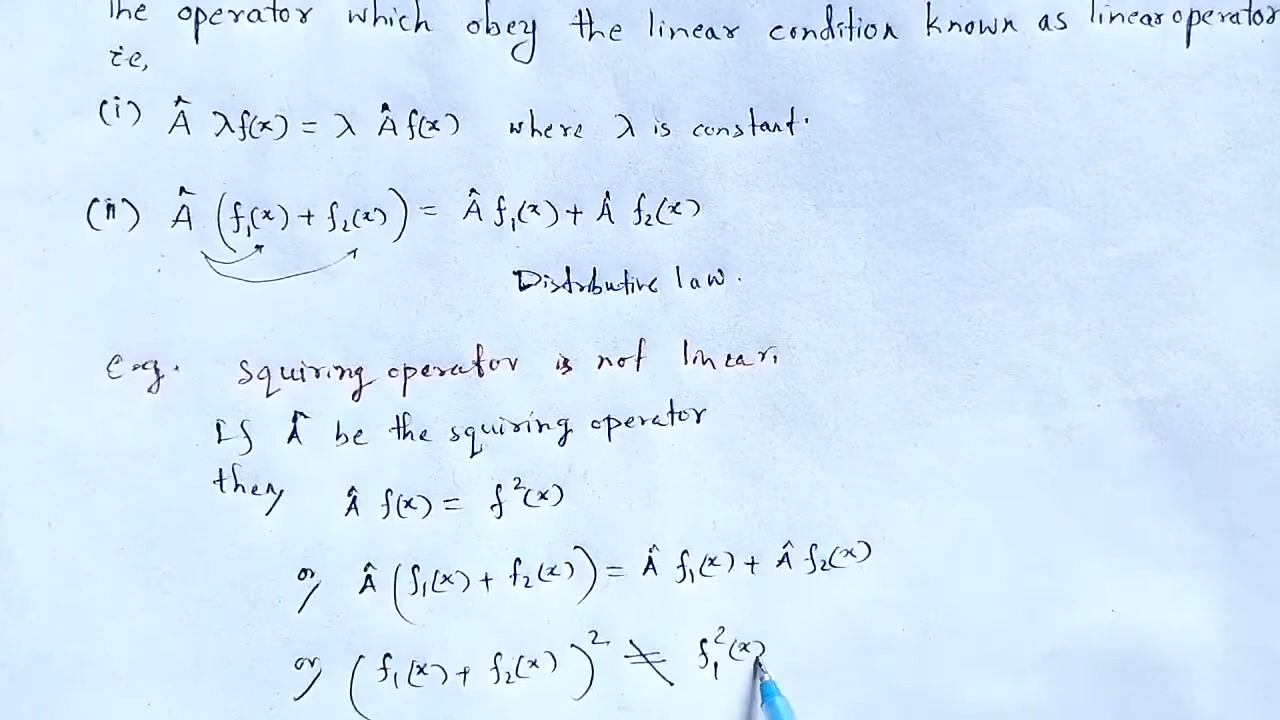 The operator which obey the linear condition known as linear operator
ie,
(i) Â λf(x) = λ Â f(x) where λ is constant.
(ii) Â (f₁(x) + f₂(x)) = Â f₁(x) + Â f₂(x)
Distributive law.
e.g. Squiring operator is not linear.
If Â be the squiring operator
then, Â f(x) = f²(x)
or, Â (f₁(x) + f₂(x)) = Â f₁(x) + Â f₂(x)
or, (f₁(x) + f₂(x))² ≠ f₁²(x)